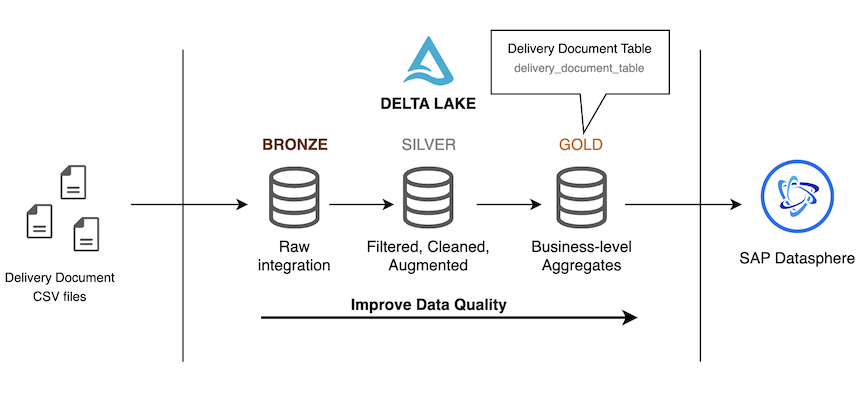 Delivery Document Table
delivery_document_table
DELTA LAKE
BRONZE
SILVER
GOLD
Raw
integration
Filtered, Cleaned,
Augmented
Business-level
Aggregates
Delivery Document
CSV files
SAP Datasphere
Improve Data Quality